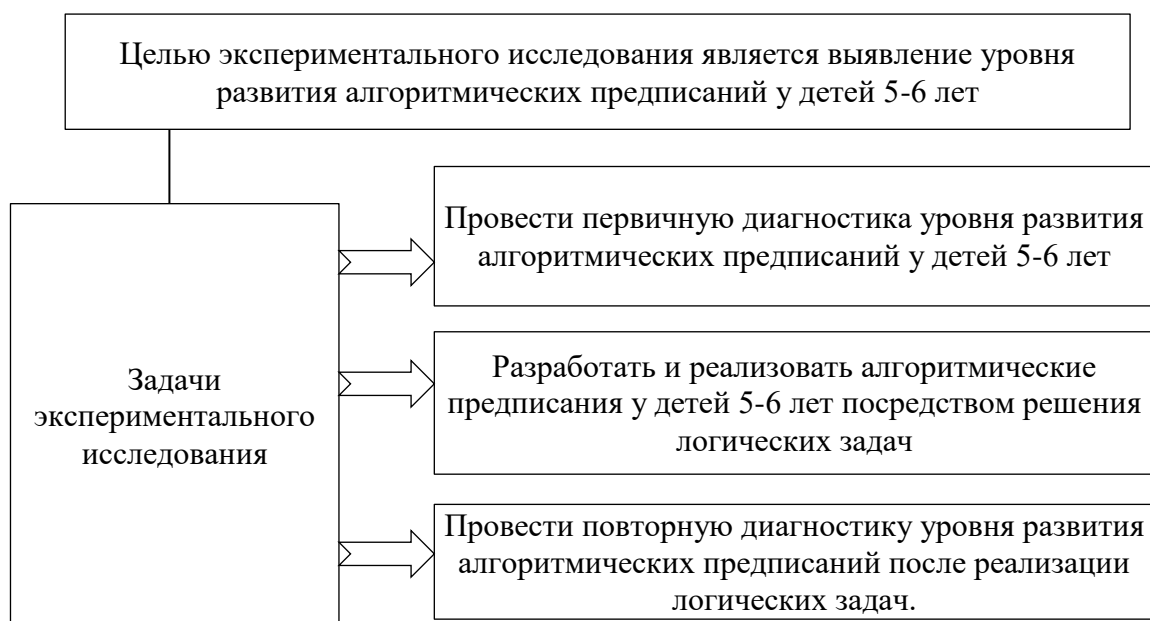 Целью экспериментального исследования является выявление уровня
развития алгоритмических предписаний у детей 5-6 лет
Задачи
экспериментального
исследования
Провести первичную диагностика уровня развития
алгоритмических предписаний у детей 5-6 лет
Разработать и реализовать алгоритмические
предписания у детей 5-6 лет посредством решения
логических задач
Провести повторную диагностику уровня развития
алгоритмических предписаний после реализации
логических задач.